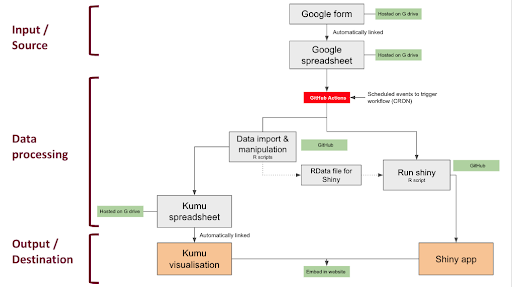 Input /
Source
Google form
Hosted on G drive
Automatically linked
Google
spreadsheet
Hosted on G drive
GitHub Actions
Scheduled events to trigger
workflow (CRON)
Data
processing
Data import &
manipulation
R scripts
GitHub
RData file for
Shiny
Run shiny
R script
GitHub
Kumu
spreadsheet
Hosted on G drive
Automatically linked
Output /
Destination
Kumu
visualisation
Embed in website
Shiny app